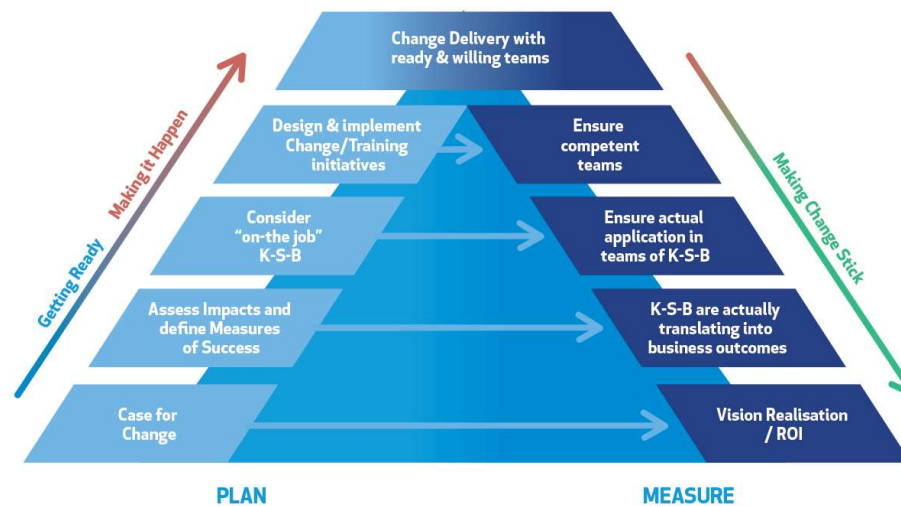 Change Delivery with
ready & willing teams
Making it Happen
Getting Ready
Design & implement
Change/Training
initiatives
Ensure
competent
teams
Making Change Stick
Consider
“on-the job”
K-S-B
Ensure actual
application in
teams of K-S-B
Assess Impacts and
define Measures
of Success
K-S-B are actually
translating into
business outcomes
Case for
Change
Vision Realisation
/ ROI
PLAN
MEASURE